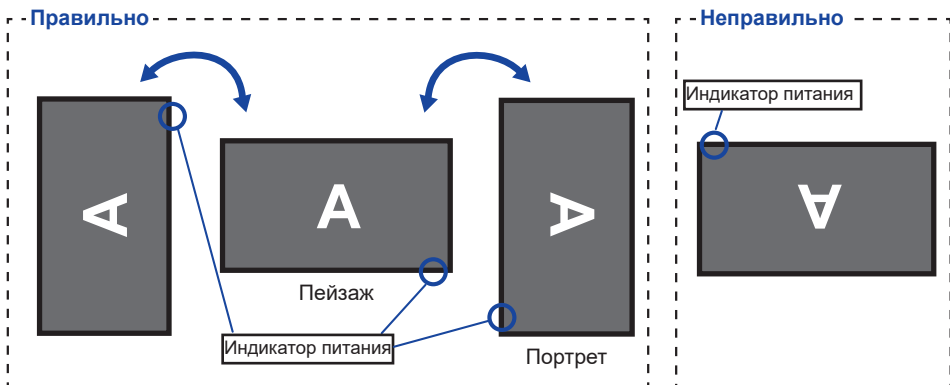 Правильно
Неправильно
Индикатор питания
A
A
A
A
Пейзаж
Индикатор питания
Портрет